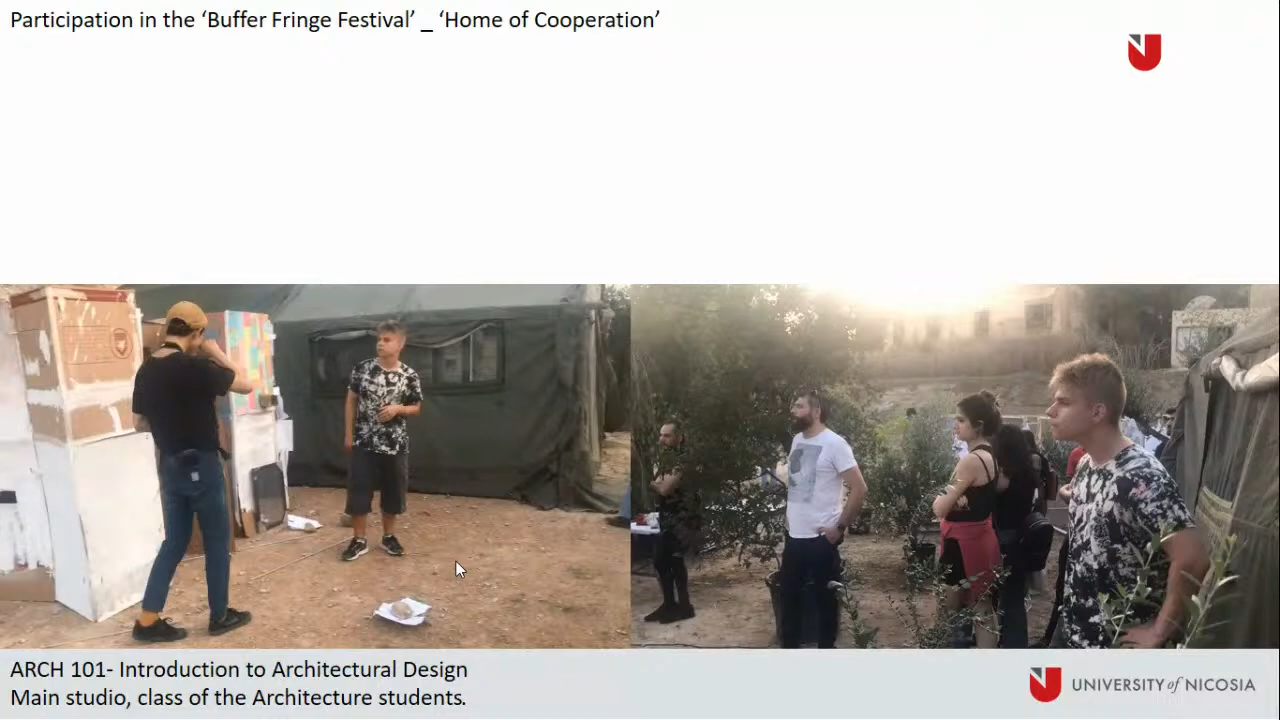 Participation in the ‘Buffer Fringe Festival’ _ ‘Home of Cooperation’
ARCH 101- Introduction to Architectural Design
Main studio, class of the Architecture students.
UNIVERSITY of NICOSIA